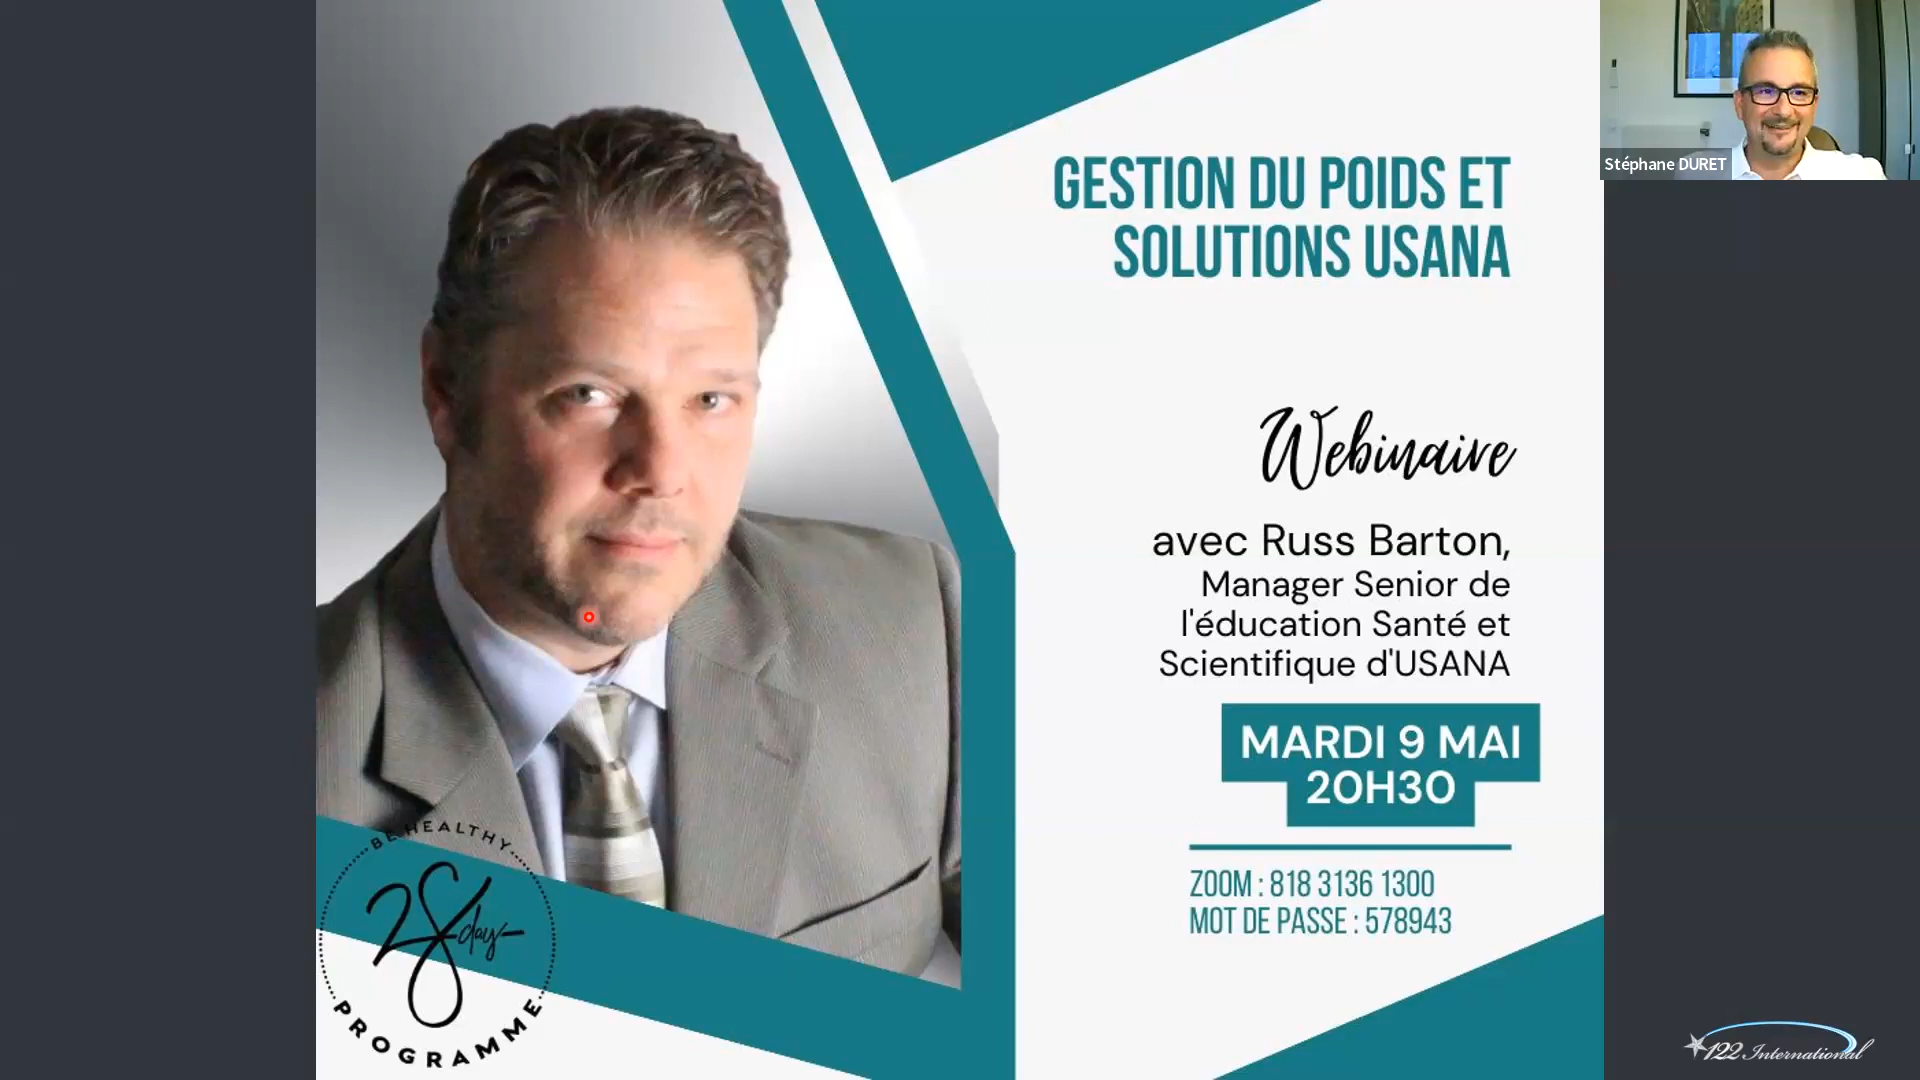 Stéphane DURET
GESTION DU POIDS ET
SOLUTIONS USANA
Webinaire
avec Russ Barton,
Manager Senior de
l'éducation Santé et
Scientifique d'USANA
MARDI 9 MAI
20H30
ZOOM : 818 3136 1300
MOT DE PASSE : 578943
BE HEALTHY
28 day
PROGRAMME
122 International